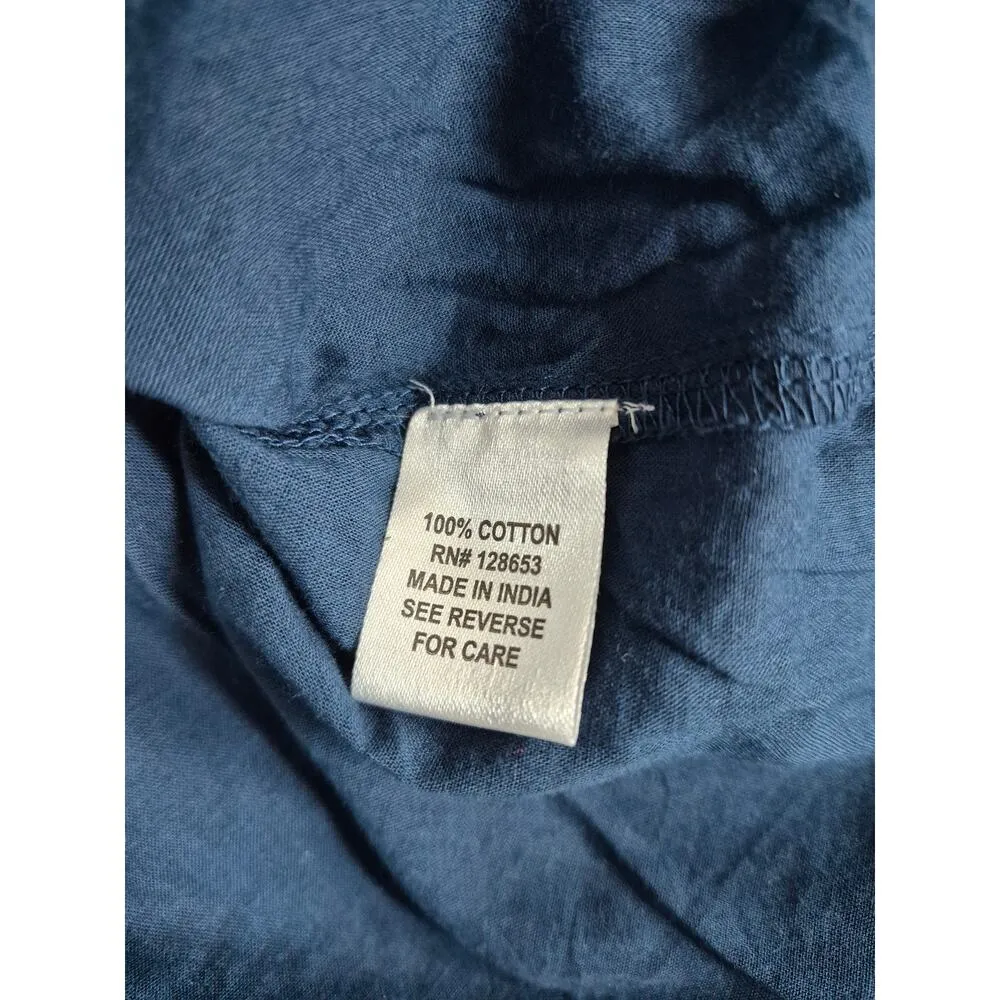 100% COTTON
RN# 128653
MADE IN INDIA
SEE REVERSE
FOR CARE